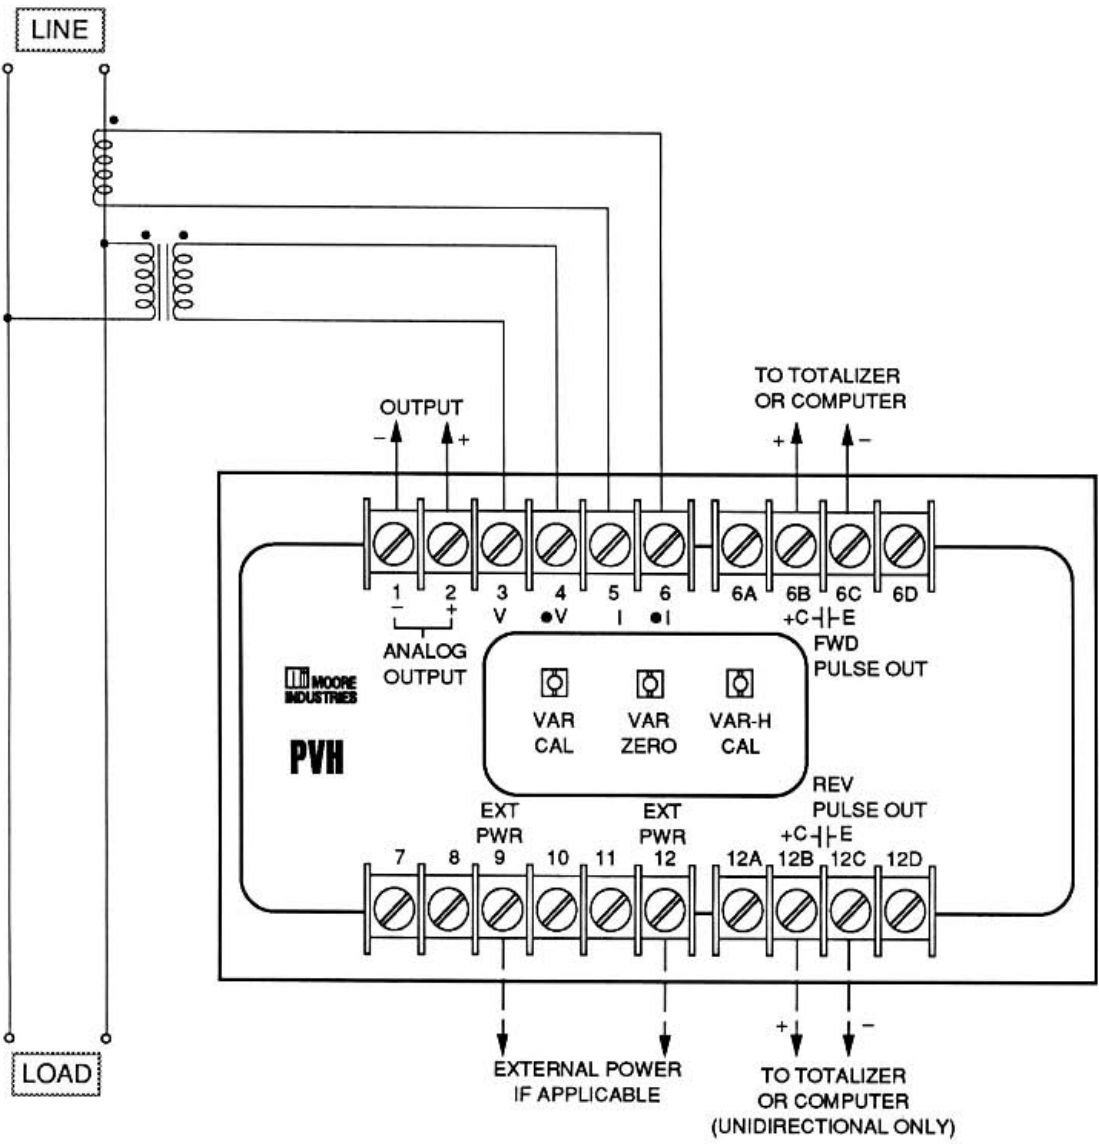 LINE
TO TOTALIZER
OR COMPUTER
OUTPUT
− +
+ −
1 2 3 4 5 6 6A 6B 6C 6D
− + V •V I •I +C E
ANALOG
OUTPUT
FWD
PULSE OUT
MOORE
INDUSTRIES
PVH
VAR
CAL
VAR
ZERO
VAR-H
CAL
REV
PULSE OUT
EXT
PWR
EXT
PWR
+C E
7 8 9 10 11 12 12A 12B 12C 12D
+ −
LOAD
EXTERNAL POWER
IF APPLICABLE
TO TOTALIZER
OR COMPUTER
(UNIDIRECTIONAL ONLY)